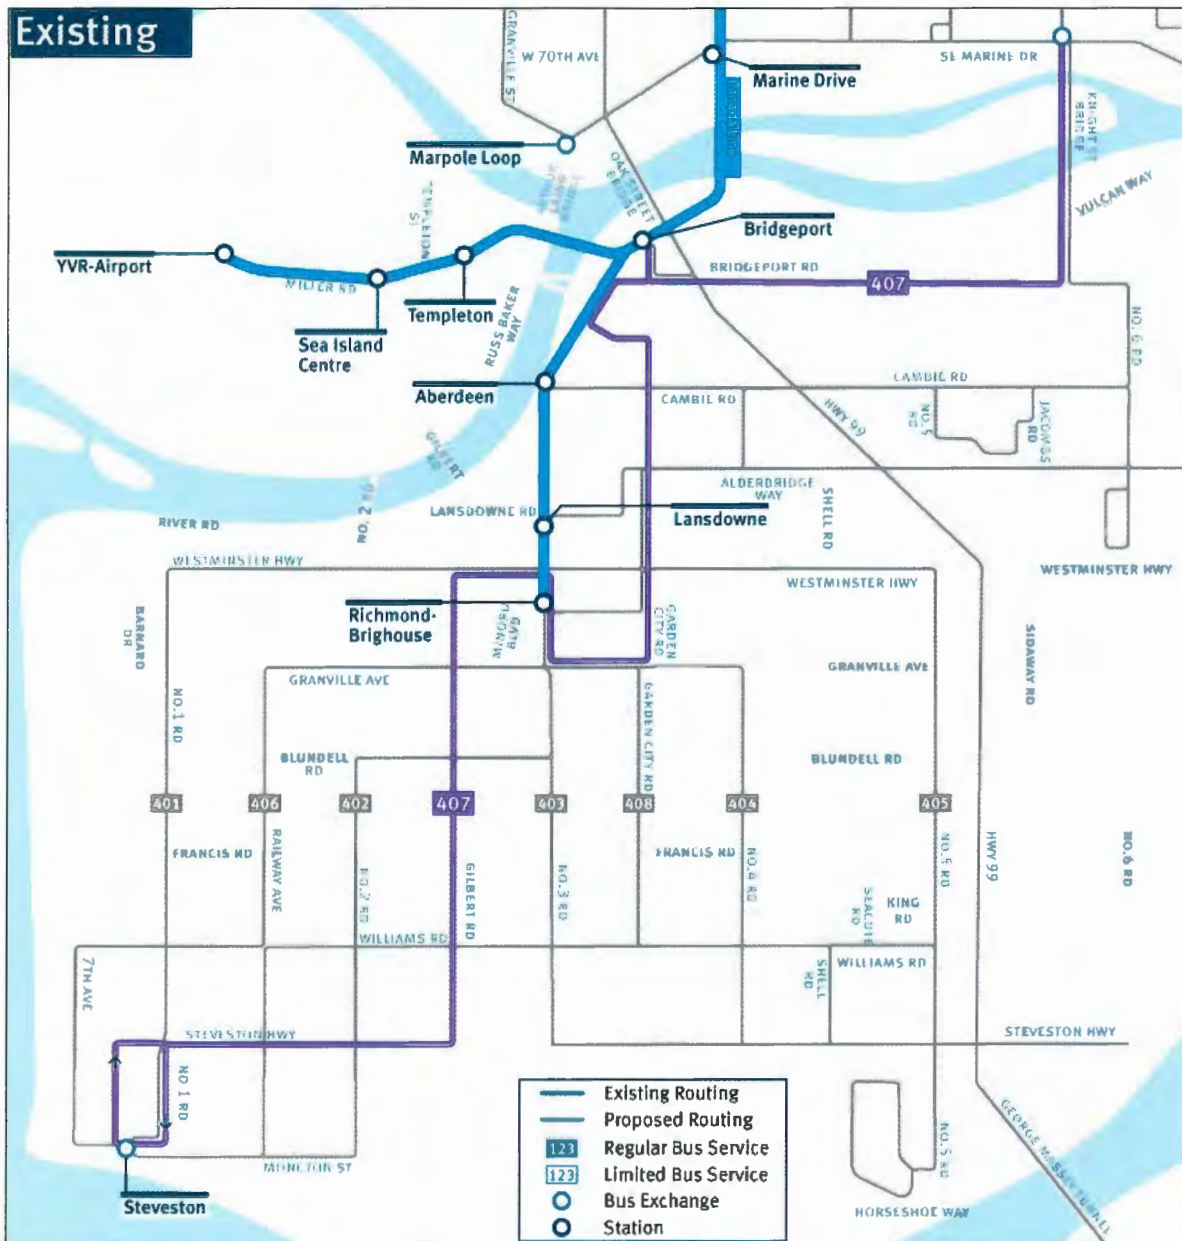 Existing
GRANVILLE ST
W 70TH AVE
Marine Drive
SE MARINE DR
KNIGHT ST
BRIDGE
Marpole Loop
OAK STREET
BRIDGE
VULCAN WAY
TEMPLETON
ST
Bridgeport
YVR-Airport
BRIDGEPORT RD
407
MILLER RD
Templeton
Sea Island
Centre
RUSS BAKER
WAY
NO. 6 RD
Aberdeen
CAMBIE RD
CAMBIE RD
HWY 99
NO. 5
RD
JACOMBS
RD
GILBERT
RD
NO. 2 RD
ALDERBRIDGE
WAY
LANSDOWNE RD
Lansdowne
SHELL RD
RIVER RD
WESTMINSTER HWY
WESTMINSTER HWY
WESTMINSTER HWY
Richmond-
Brighouse
MINORU
BLVD
GARDEN
CITY RD
BARNARD
DR
SIDAWAY RD
GRANVILLE AVE
GRANVILLE AVE
NO.1 RD
GARDEN CITY RD
BLUNDELL
RD
BLUNDELL RD
401
406
402
407
403
408
404
405
FRANCIS RD
RAILWAY AVE
NO.2 RD
GILBERT RD
NO.3 RD
FRANCIS RD
NO.4 RD
NO.5 RD
HWY 99
NO.6 RD
KING
RD
SEACLIFF
RD
WILLIAMS RD
WILLIAMS RD
7TH AVE
SHELL
RD
STEVESTON HWY
STEVESTON HWY
NO 1 RD
MONCTON ST
Steveston
Existing Routing
Proposed Routing
123 Regular Bus Service
123 Limited Bus Service
Bus Exchange
Station
NO.5 RD
GEORGE MASSEY TUNNEL
HORSESHOE WAY